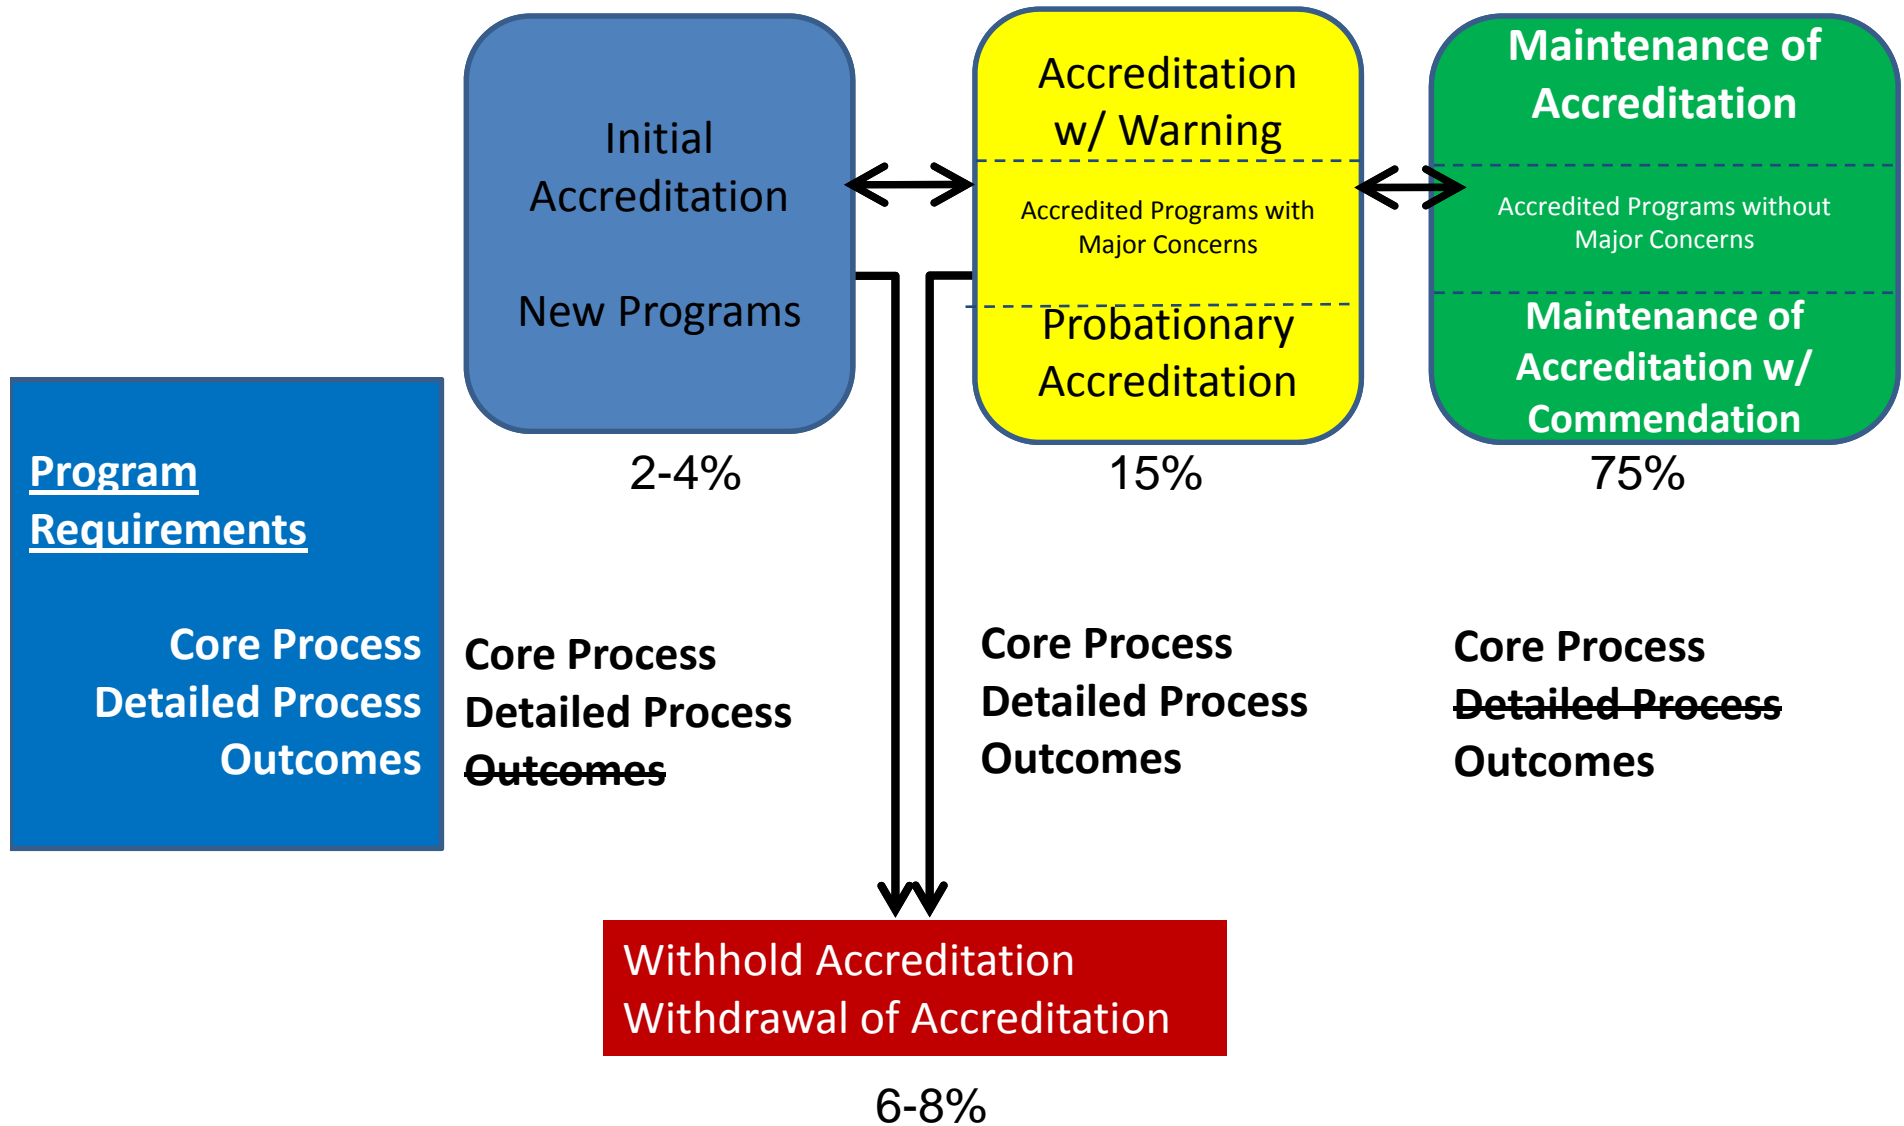 Initial
Accreditation
New Programs
2-4%
Accreditation
w/ Warning
Accredited Programs with
Major Concerns
Probationary
Accreditation
15%
Maintenance of
Accreditation
Accredited Programs without
Major Concerns
Maintenance of
Accreditation w/
Commendation
75%
Program
Requirements
Core Process
Detailed Process
Outcomes
Core Process
Detailed Process
Outcomes
Core Process
Detailed Process
Outcomes
Core Process
Detailed Process
Outcomes
Withhold Accreditation
Withdrawal of Accreditation
6-8%